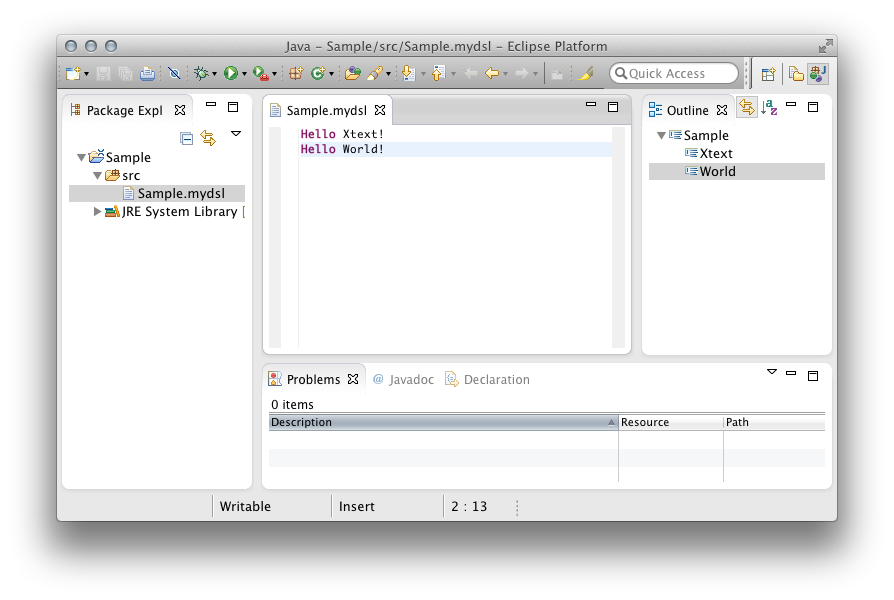 Java – Sample/src/Sample.mydsl – Eclipse Platform
Quick Access
Package Expl
Sample
src
Sample.mydsl
JRE System Library [
Sample.mydsl
Hello Xtext!
Hello World!
Outline
Sample
Xtext
World
Problems @ Javadoc Declaration
0 items
Description Resource Path
Writable Insert 2 : 13